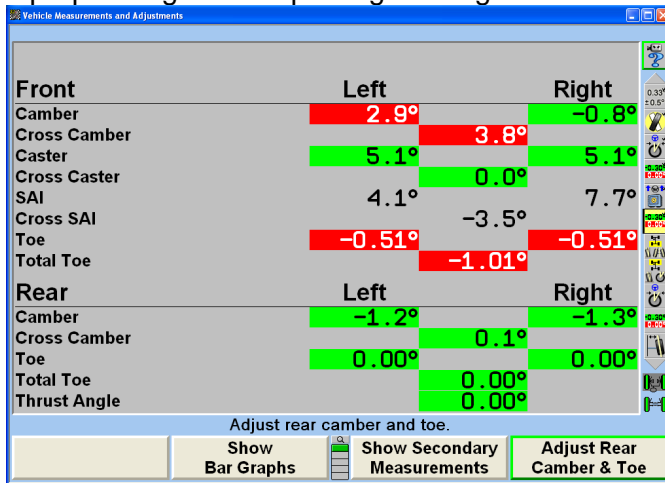 Vehicle Measurements and Adjustments
Front Left Right
Camber 2.9° -0.8°
Cross Camber 3.8°
Caster 5.1° 5.1°
Cross Caster 0.0°
SAI 4.1° 7.7°
Cross SAI -3.5°
Toe -0.51° -0.51°
Total Toe -1.01°
Rear Left Right
Camber -1.2° -1.3°
Cross Camber 0.1°
Toe 0.00° 0.00°
Total Toe 0.00°
Thrust Angle 0.00°
Adjust rear camber and toe.
Show Show Secondary Adjust Rear
Bar Graphs Measurements Camber & Toe
0.33°
±0.5°